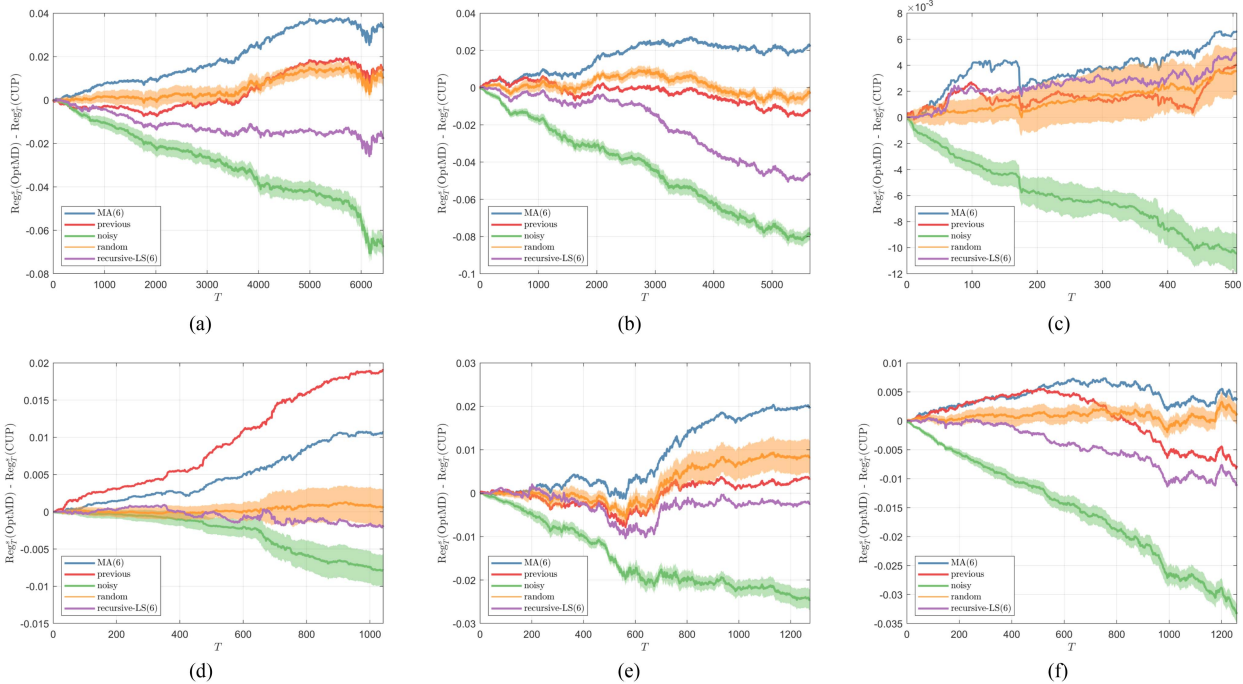 0.04
0.02
0
-0.02
-0.04
-0.06
-0.08
Reg_T^s(OptMD) - Reg_T^s(CUP)
MA(6)
previous
noisy
random
recursive-LS(6)
0 1000 2000 3000 4000 5000 6000
T
(a)
0.04
0.02
0
-0.02
-0.04
-0.06
-0.08
-0.1
Reg_T^s(OptMD) - Reg_T^s(CUP)
MA(6)
previous
noisy
random
recursive-LS(6)
0 1000 2000 3000 4000 5000
T
(b)
×10^-3
8
6
4
2
0
-2
-4
-6
-8
-10
-12
Reg_T^s(OptMD) - Reg_T^s(CUP)
MA(6)
previous
noisy
random
recursive-LS(6)
0 100 200 300 400 500
T
(c)
0.02
0.015
0.01
0.005
0
-0.005
-0.01
-0.015
Reg_T^s(OptMD) - Reg_T^s(CUP)
MA(6)
previous
noisy
random
recursive-LS(6)
0 200 400 600 800 1000
T
(d)
0.03
0.02
0.01
0
-0.01
-0.02
-0.03
Reg_T^s(OptMD) - Reg_T^s(CUP)
MA(6)
previous
noisy
random
recursive-LS(6)
0 200 400 600 800 1000 1200
T
(e)
0.01
0.005
0
-0.005
-0.01
-0.015
-0.02
-0.025
-0.03
-0.035
Reg_T^s(OptMD) - Reg_T^s(CUP)
MA(6)
previous
noisy
random
recursive-LS(6)
0 200 400 600 800 1000 1200
T
(f)